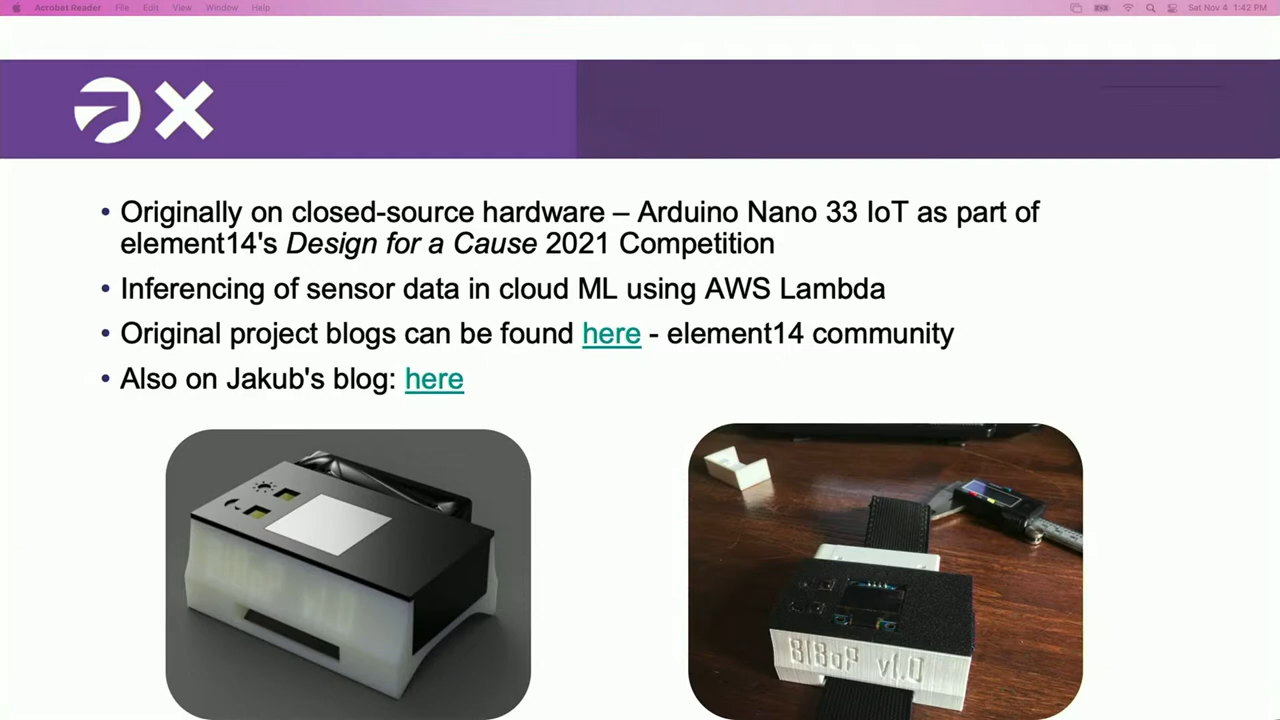 Acrobat Reader File Edit View Window Help Sat Nov 4 1:42 PM
• Originally on closed-source hardware – Arduino Nano 33 IoT as part of
element14's Design for a Cause 2021 Competition
• Inferencing of sensor data in cloud ML using AWS Lambda
• Original project blogs can be found here - element14 community
• Also on Jakub's blog: here
8I8oP v1.0